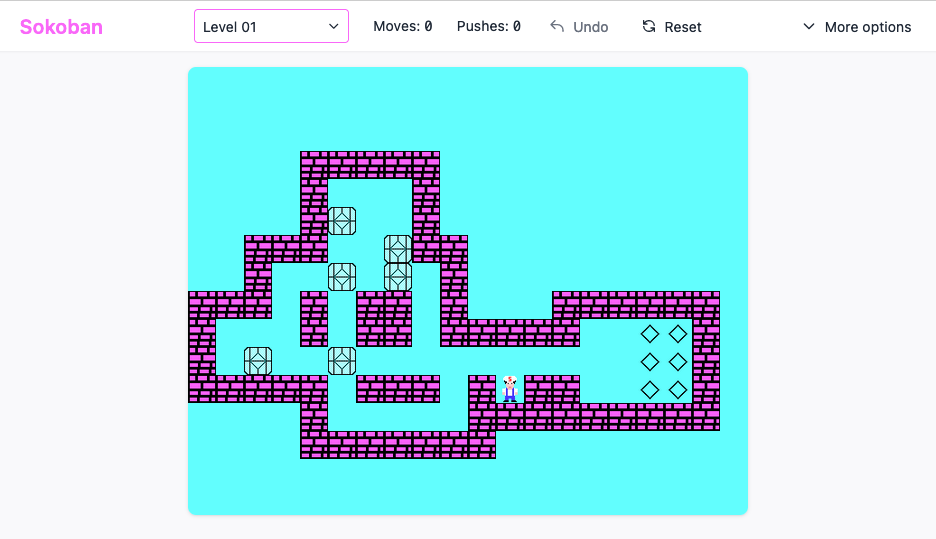 Sokoban
Level 01
Moves: 0
Pushes: 0
Undo
Reset
More options